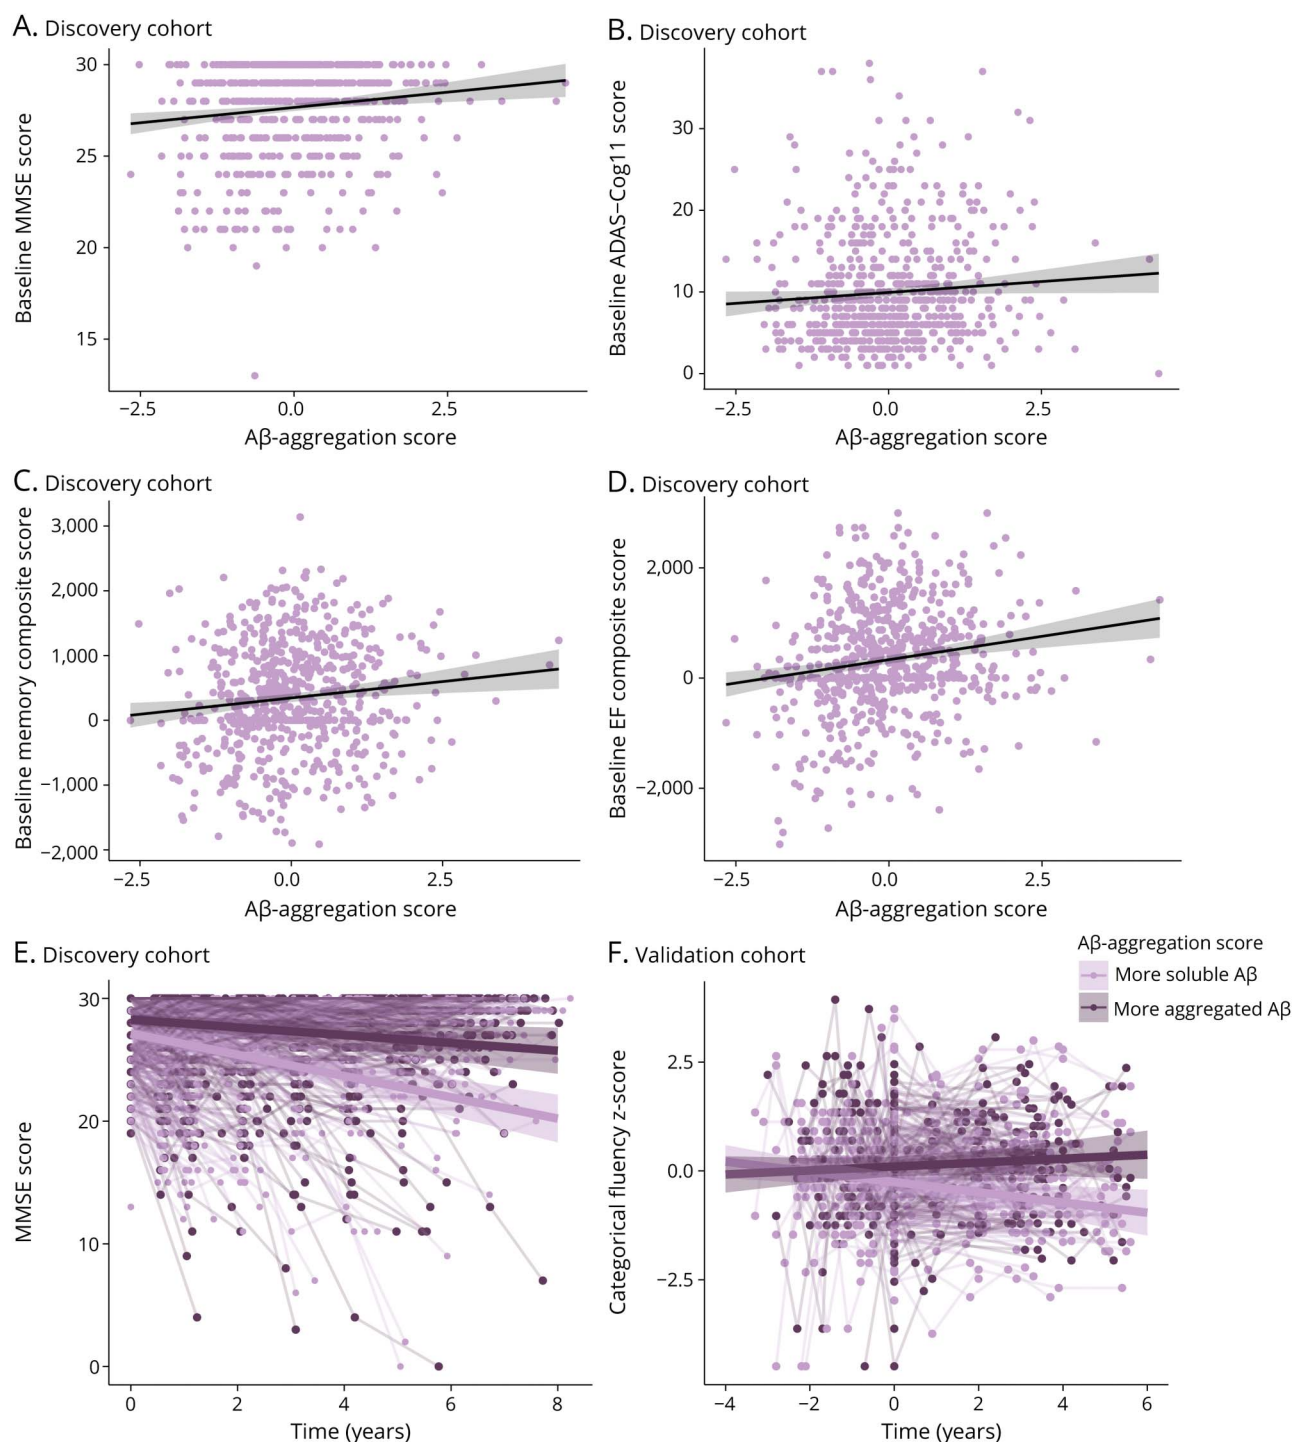 A. Discovery cohort
Baseline MMSE score
30
25
20
15
−2.5 0.0 2.5
Aβ-aggregation score
B. Discovery cohort
Baseline ADAS−Cog11 score
30
20
10
0
−2.5 0.0 2.5
Aβ-aggregation score
C. Discovery cohort
Baseline memory composite score
3,000
2,000
1,000
0
−1,000
−2,000
−2.5 0.0 2.5
Aβ-aggregation score
D. Discovery cohort
Baseline EF composite score
2,000
0
−2,000
−2.5 0.0 2.5
Aβ-aggregation score
E. Discovery cohort
MMSE score
30
20
10
0
0 2 4 6 8
Time (years)
F. Validation cohort
Aβ-aggregation score
More soluble Aβ
More aggregated Aβ
Categorical fluency z-score
2.5
0.0
−2.5
−4 −2 0 2 4 6
Time (years)